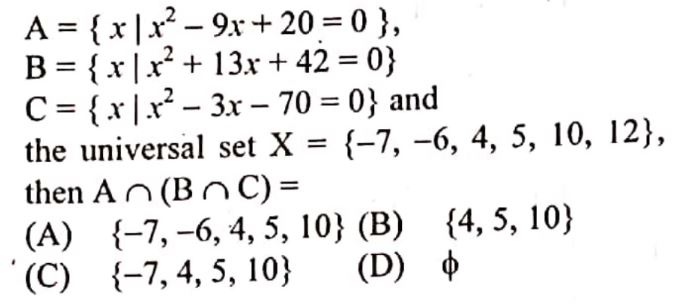 A = { x | x² – 9x + 20 = 0 },
B = { x | x² + 13x + 42 = 0}
C = { x | x² – 3x – 70 = 0} and
the universal set X = {–7, –6, 4, 5, 10, 12},
then A ∩ (B ∩ C) =
(A) {–7, –6, 4, 5, 10} (B) {4, 5, 10}
(C) {–7, 4, 5, 10} (D) ϕ